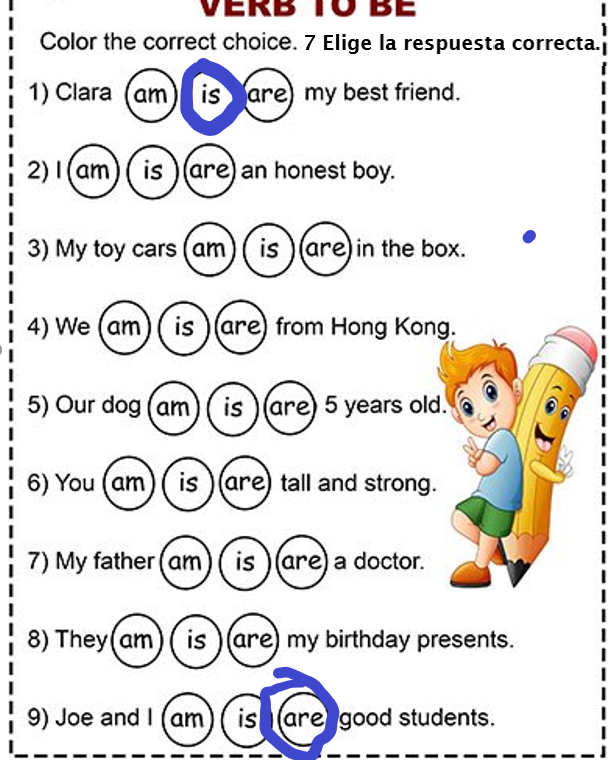 VERB TO BE
Color the correct choice. 7 Elige la respuesta correcta.
1) Clara am is are my best friend.
2) I am is are an honest boy.
3) My toy cars am is are in the box.
4) We am is are from Hong Kong.
5) Our dog am is are 5 years old.
6) You am is are tall and strong.
7) My father am is are a doctor.
8) They am is are my birthday presents.
9) Joe and I am is are good students.